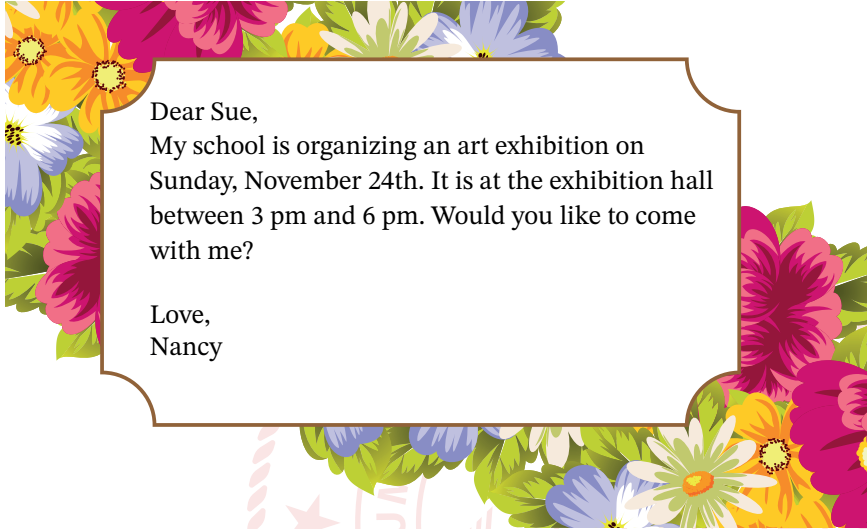 Dear Sue,
My school is organizing an art exhibition on
Sunday, November 24th. It is at the exhibition hall
between 3 pm and 6 pm. Would you like to come
with me?
Love,
Nancy